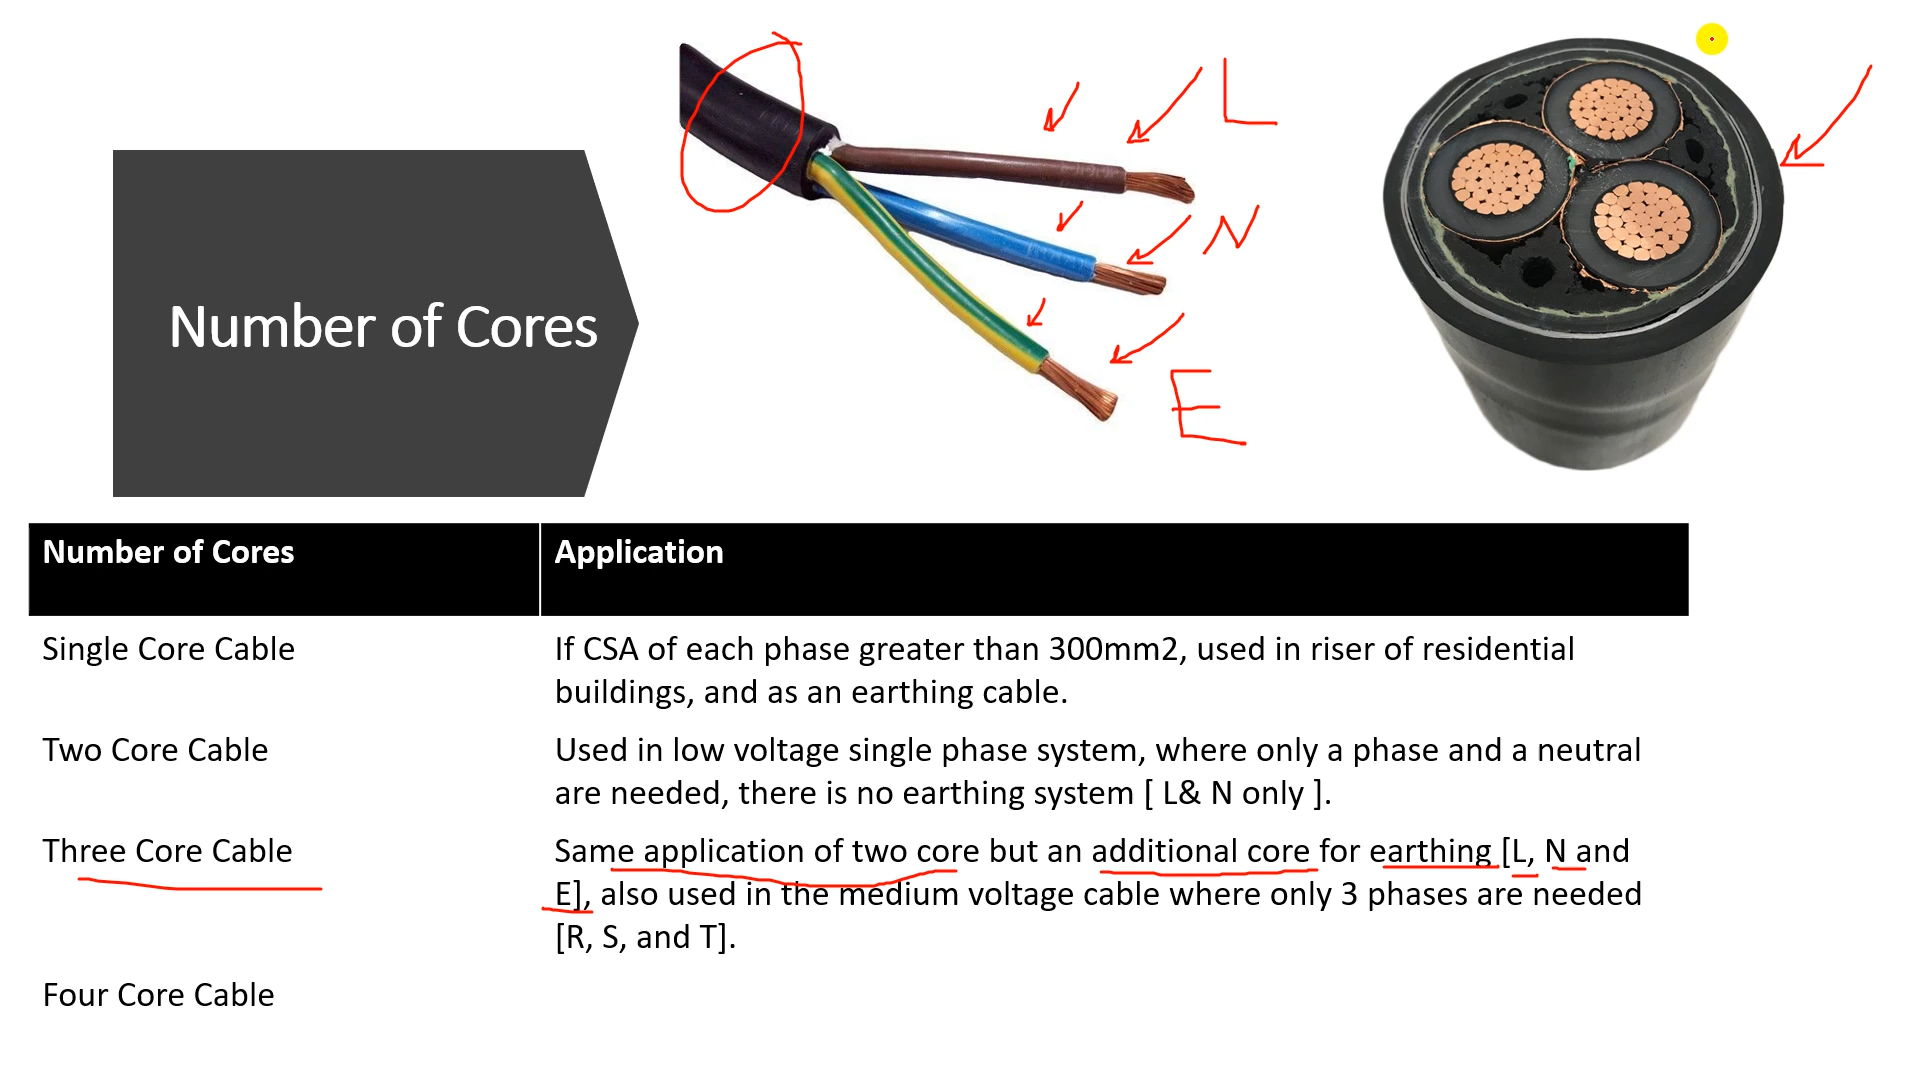 Number of Cores
L
N
E
Number of Cores
Application
Single Core Cable
If CSA of each phase greater than 300mm2, used in riser of residential
buildings, and as an earthing cable.
Two Core Cable
Used in low voltage single phase system, where only a phase and a neutral
are needed, there is no earthing system [ L& N only ].
Three Core Cable
Same application of two core but an additional core for earthing [L, N and
E], also used in the medium voltage cable where only 3 phases are needed
[R, S, and T].
Four Core Cable